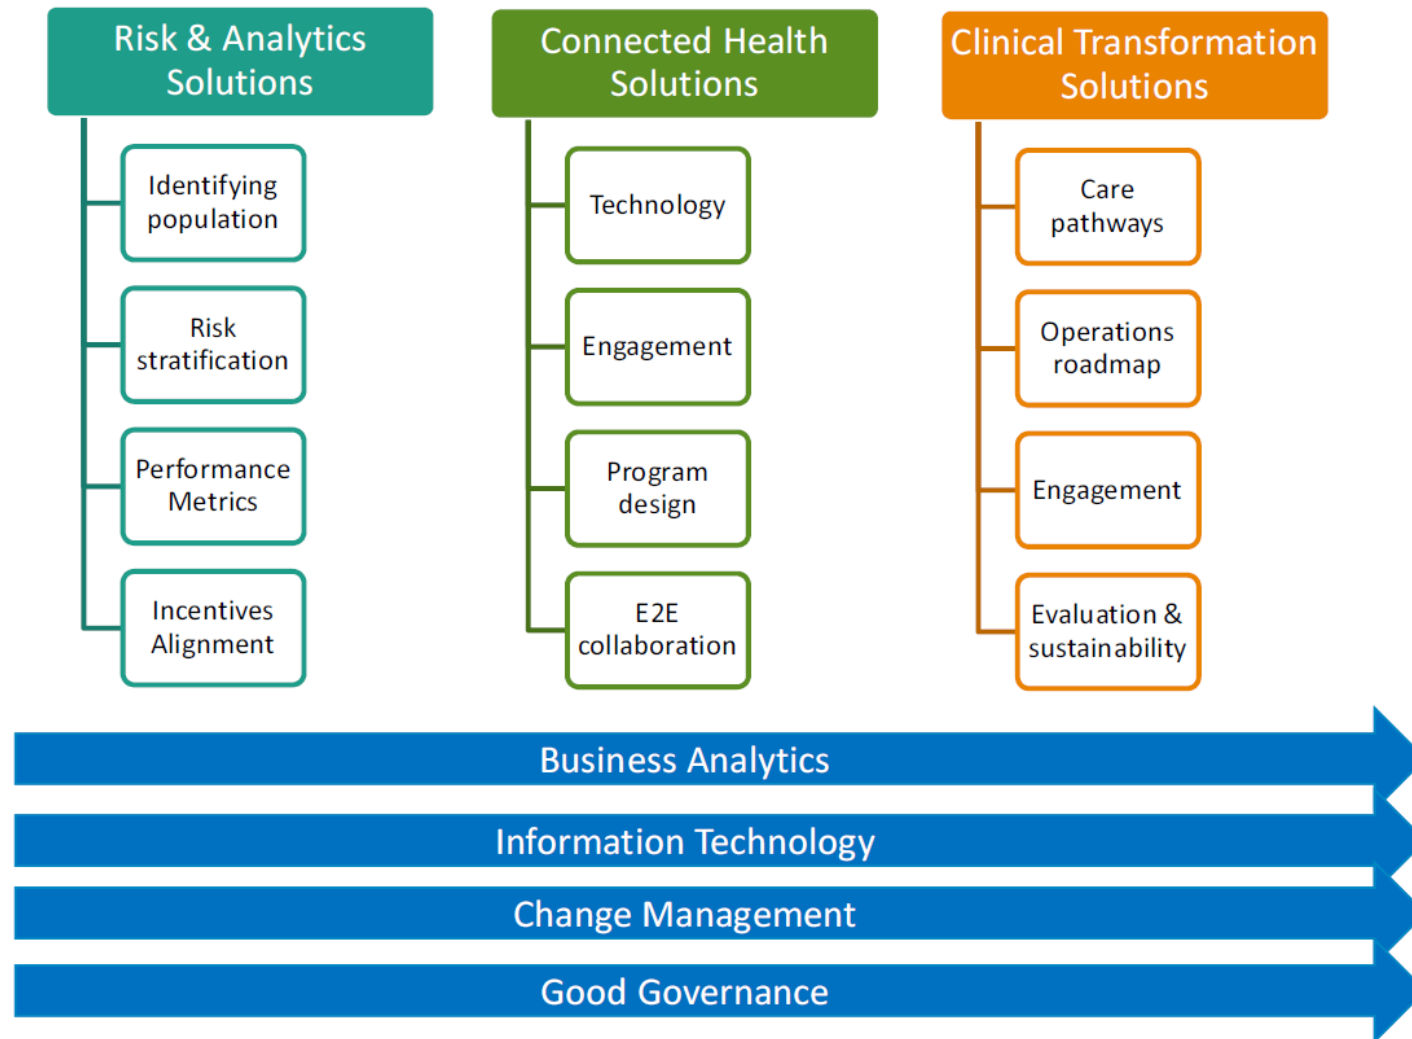 Risk & Analytics
Solutions
Identifying
population
Risk
stratification
Performance
Metrics
Incentives
Alignment
Connected Health
Solutions
Technology
Engagement
Program
design
E2E
collaboration
Clinical Transformation
Solutions
Care
pathways
Operations
roadmap
Engagement
Evaluation &
sustainability
Business Analytics
Information Technology
Change Management
Good Governance